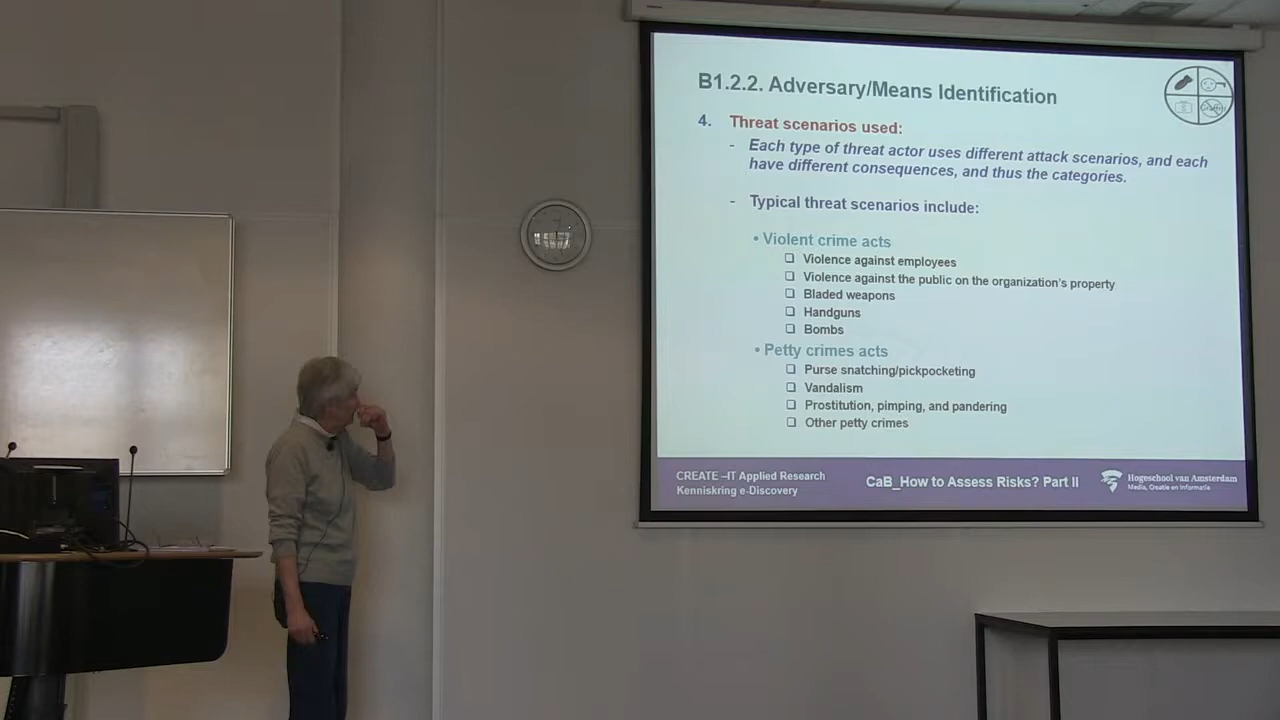 B1.2.2. Adversary/Means Identification
4. Threat scenarios used:
- Each type of threat actor uses different attack scenarios, and each
have different consequences, and thus the categories.
- Typical threat scenarios include:
• Violent crime acts
❑ Violence against employees
❑ Violence against the public on the organization's property
❑ Bladed weapons
❑ Handguns
❑ Bombs
• Petty crimes acts
❑ Purse snatching/pickpocketing
❑ Vandalism
❑ Prostitution, pimping, and pandering
❑ Other petty crimes
CREATE –IT Applied Research
Kenniskring e-Discovery
CaB_How to Assess Risks? Part II
Hogeschool van Amsterdam
Media, Creatie en Informatie